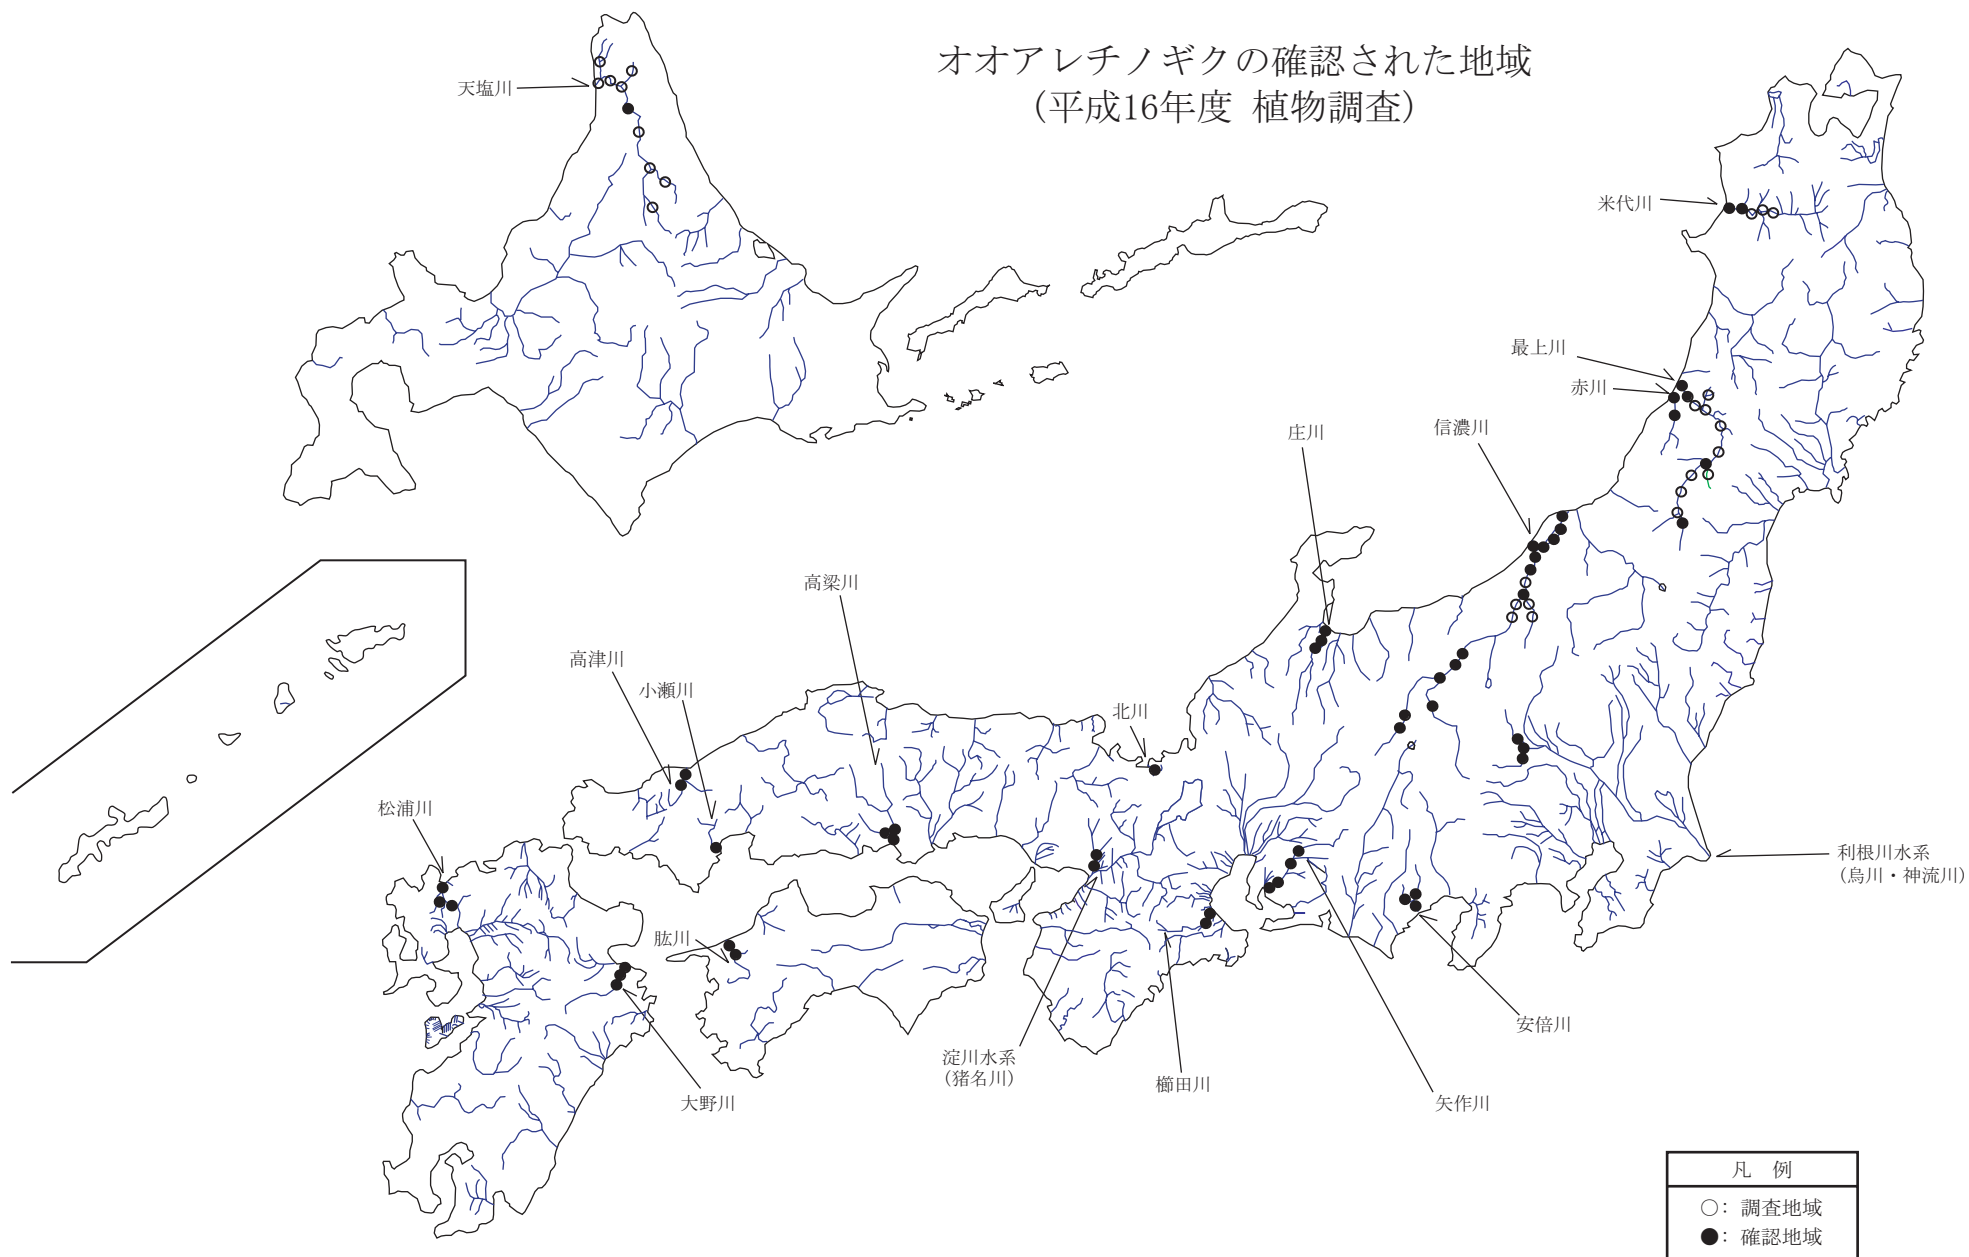 オオアレチノギクの確認された地域
(平成16年度 植物調査)
天塩川
米代川
最上川
赤川
信濃川
庄川
高梁川
高津川
小瀬川
北川
松浦川
利根川水系
(烏川・神流川)
肱川
安倍川
淀川水系
(猪名川)
櫛田川
矢作川
大野川
凡 例
○: 調査地域
●: 確認地域